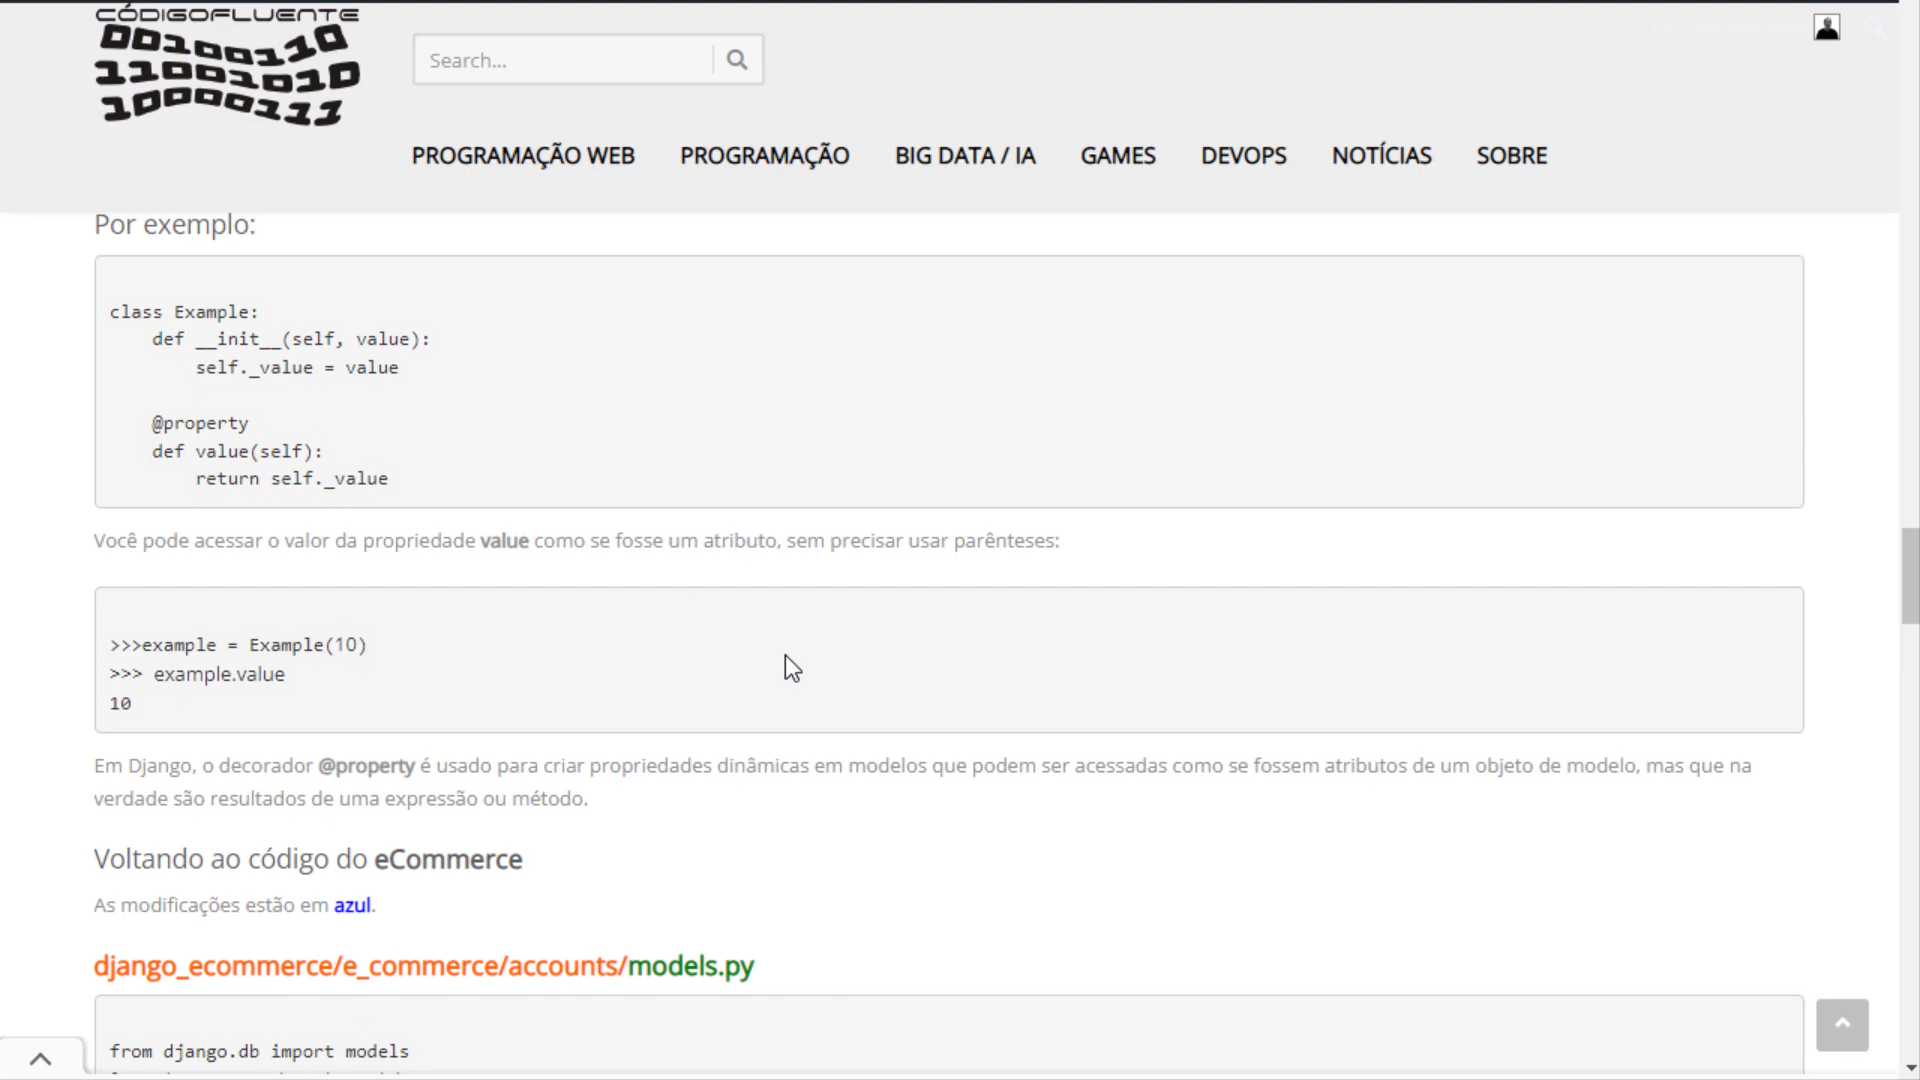 CÓDIGOFLUENTE
00100110
11001010
10000111
Search...
PROGRAMAÇÃO WEB PROGRAMAÇÃO BIG DATA / IA GAMES DEVOPS NOTÍCIAS SOBRE
Por exemplo:
class Example:
    def __init__(self, value):
        self._value = value
    @property
    def value(self):
        return self._value
Você pode acessar o valor da propriedade value como se fosse um atributo, sem precisar usar parênteses:
>>>example = Example(10)
>>> example.value
10
Em Django, o decorador @property é usado para criar propriedades dinâmicas em modelos que podem ser acessadas como se fossem atributos de um objeto de modelo, mas que na
verdade são resultados de uma expressão ou método.
Voltando ao código do eCommerce
As modificações estão em azul.
django_ecommerce/e_commerce/accounts/models.py
from django.db import models